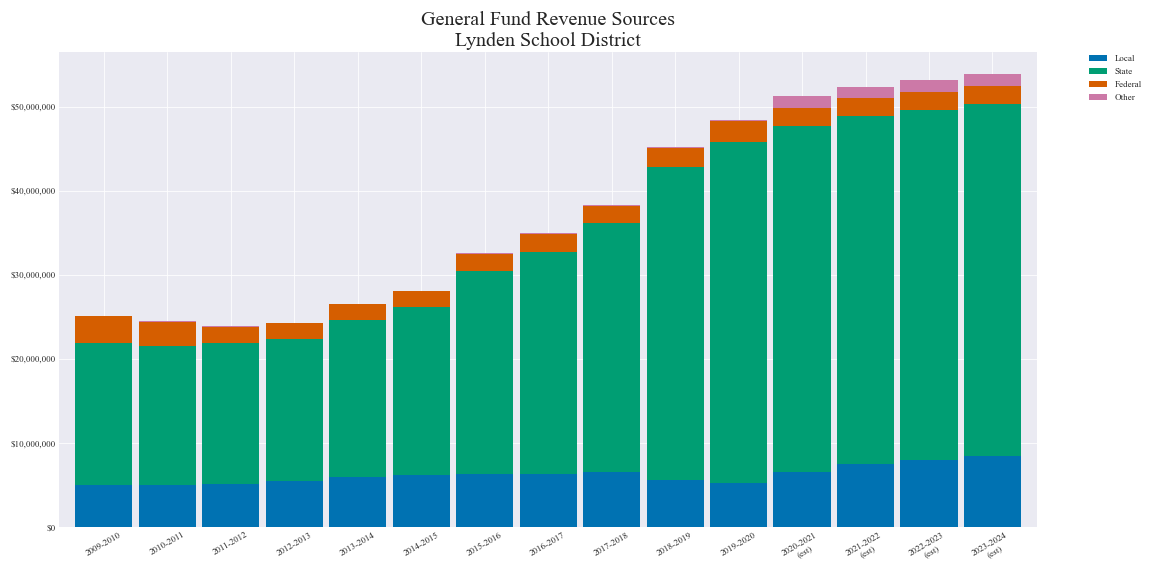 General Fund Revenue Sources
Lynden School District
Local
State
Federal
Other
$50,000,000
$40,000,000
$30,000,000
$20,000,000
$10,000,000
$0
2009-2010
2010-2011
2011-2012
2012-2013
2013-2014
2014-2015
2015-2016
2016-2017
2017-2018
2018-2019
2019-2020
2020-2021
(est)
2021-2022
(est)
2022-2023
(est)
2023-2024
(est)